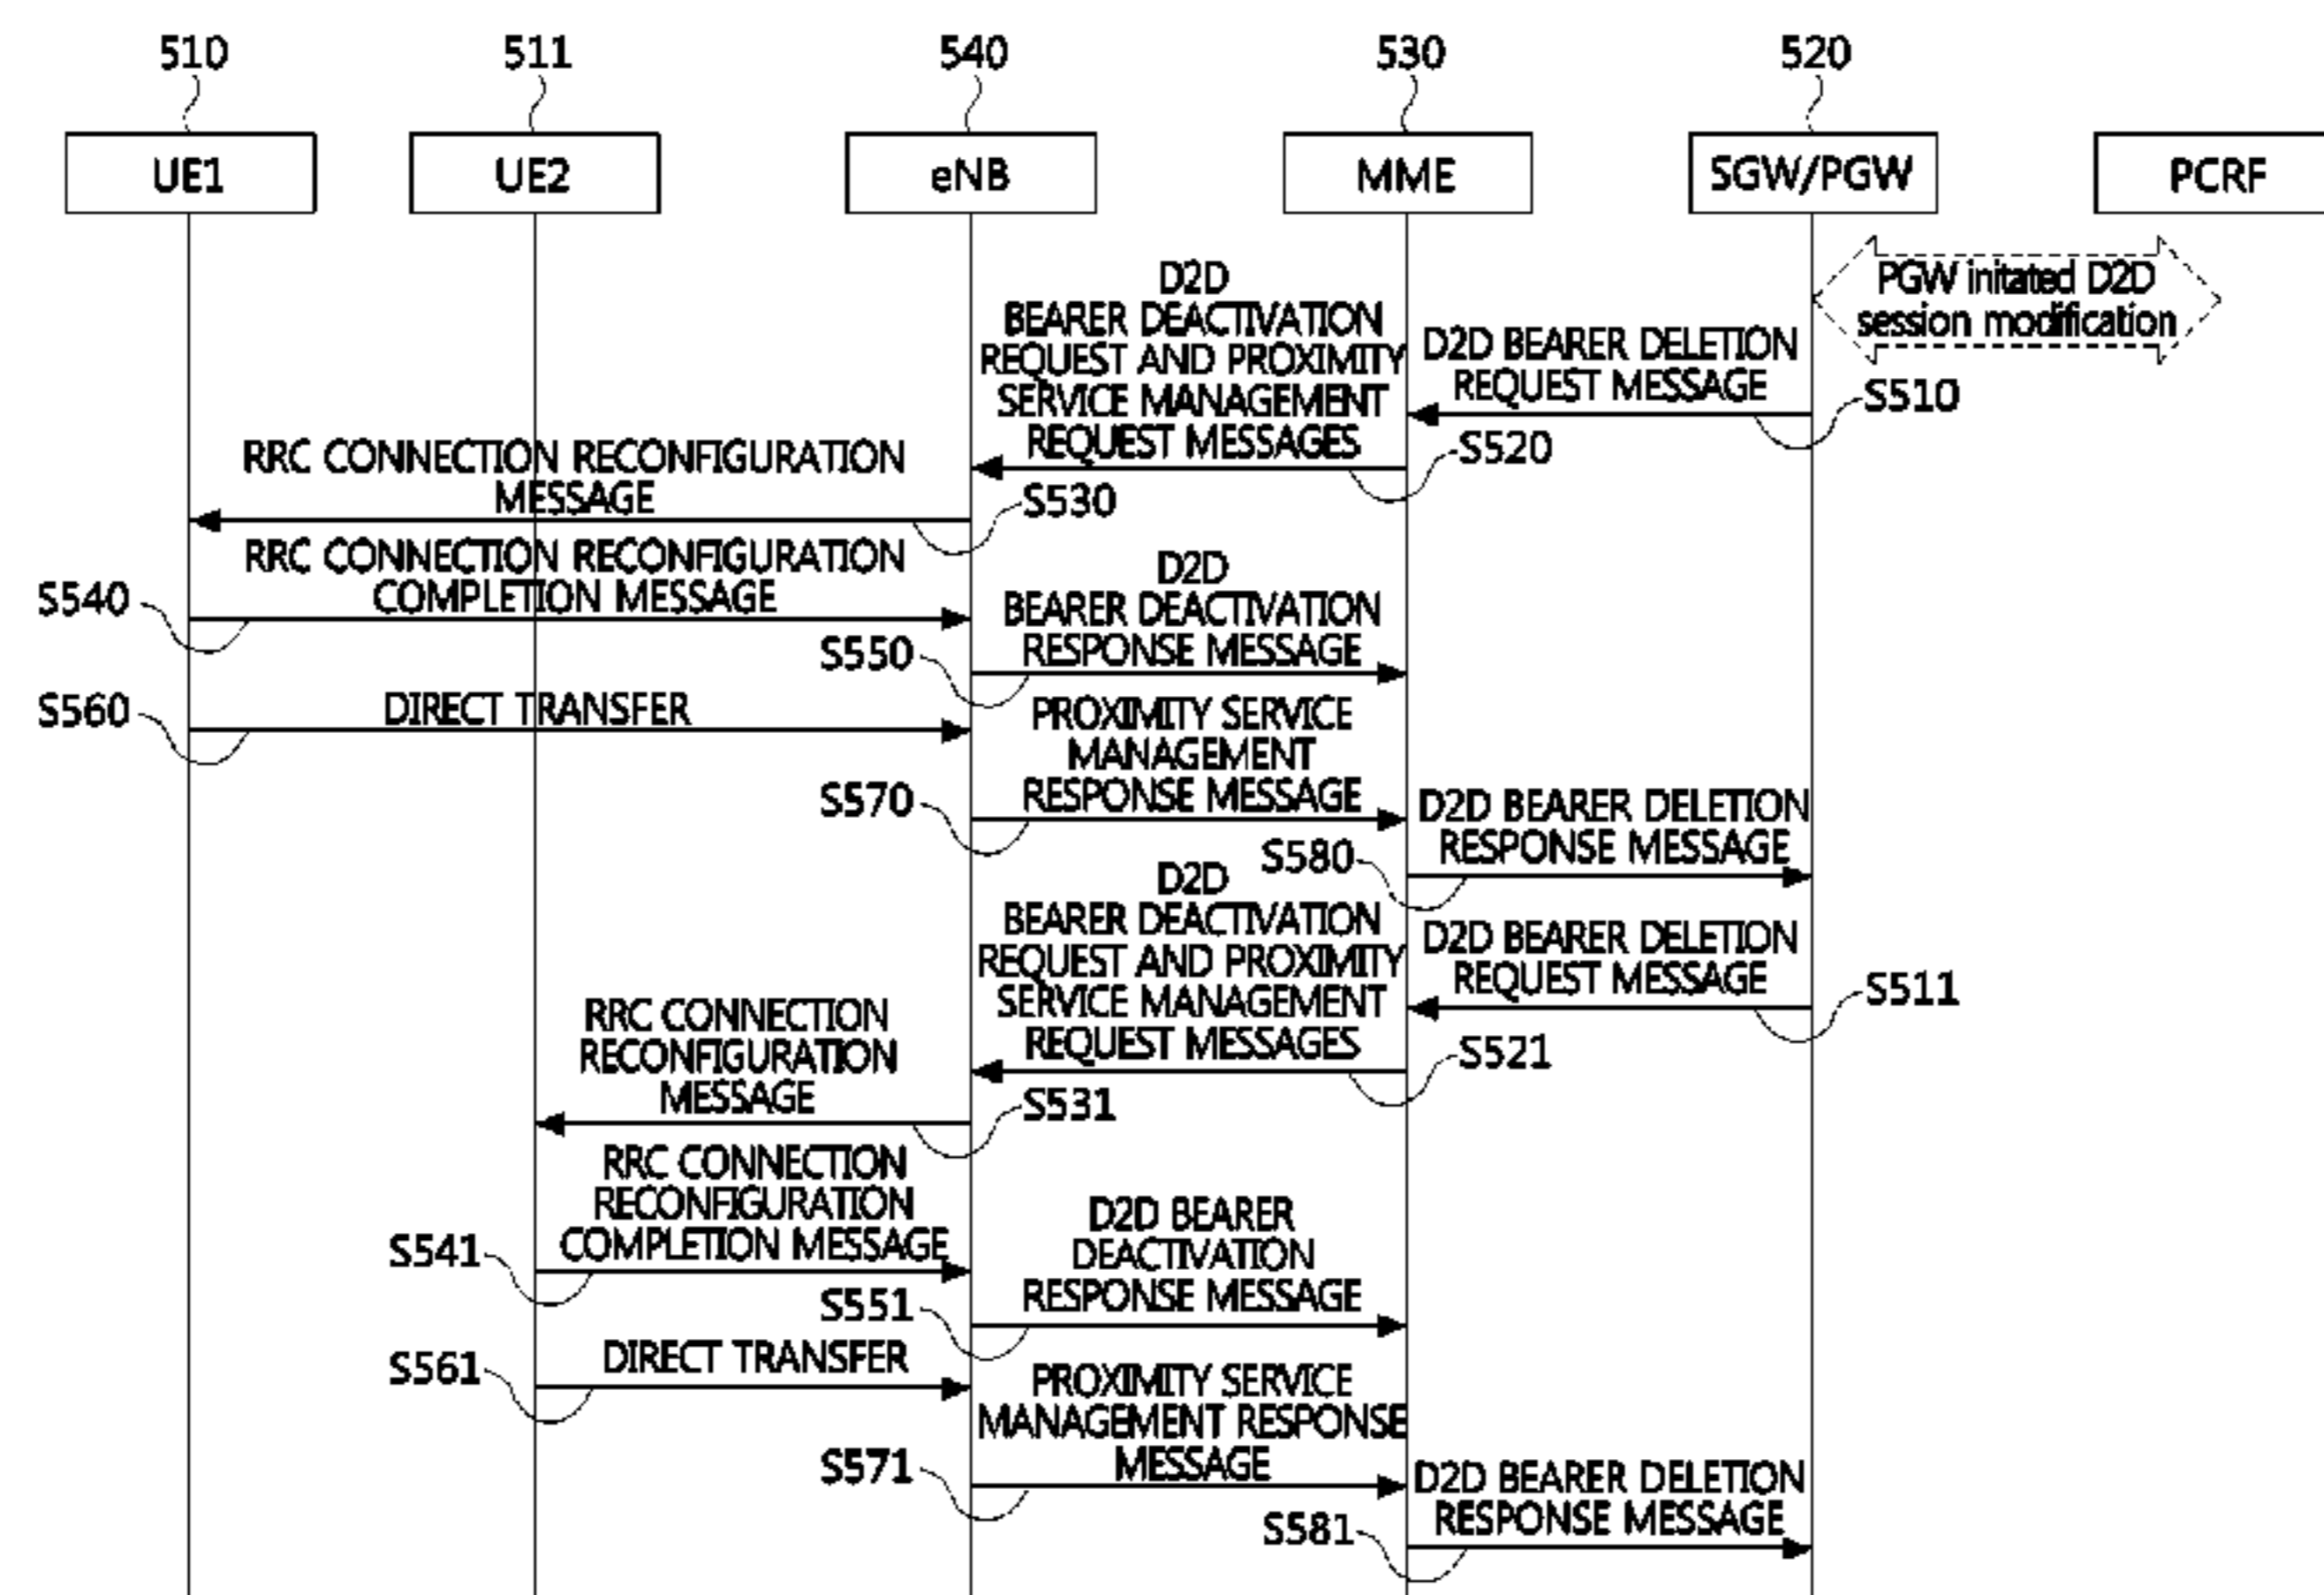 510
511
540
530
520
UE1
UE2
eNB
MME
SGW/PGW
PCRF
PGW initated D2D
session modification
D2D BEARER DELETION
REQUEST MESSAGE
S510
D2D
BEARER DEACTIVATION
REQUEST AND PROXIMITY
SERVICE MANAGEMENT
REQUEST MESSAGES
S520
RRC CONNECTION RECONFIGURATION
MESSAGE
S530
RRC CONNECTION RECONFIGURATION
COMPLETION MESSAGE
S540
D2D
BEARER DEACTIVATION
RESPONSE MESSAGE
S550
DIRECT TRANSFER
S560
PROXIMITY SERVICE
MANAGEMENT
RESPONSE MESSAGE
S570
D2D BEARER DELETION
RESPONSE MESSAGE
S580
D2D BEARER DELETION
REQUEST MESSAGE
S511
D2D
BEARER DEACTIVATION
REQUEST AND PROXIMITY
SERVICE MANAGEMENT
REQUEST MESSAGES
S521
RRC CONNECTION
RECONFIGURATION
MESSAGE
S531
RRC CONNECTION
RECONFIGURATION
COMPLETION MESSAGE
S541
D2D BEARER
DEACTIVATION
RESPONSE MESSAGE
S551
DIRECT TRANSFER
S561
PROXIMITY SERVICE
MANAGEMENT RESPONSE
MESSAGE
S571
D2D BEARER DELETION
RESPONSE MESSAGE
S581